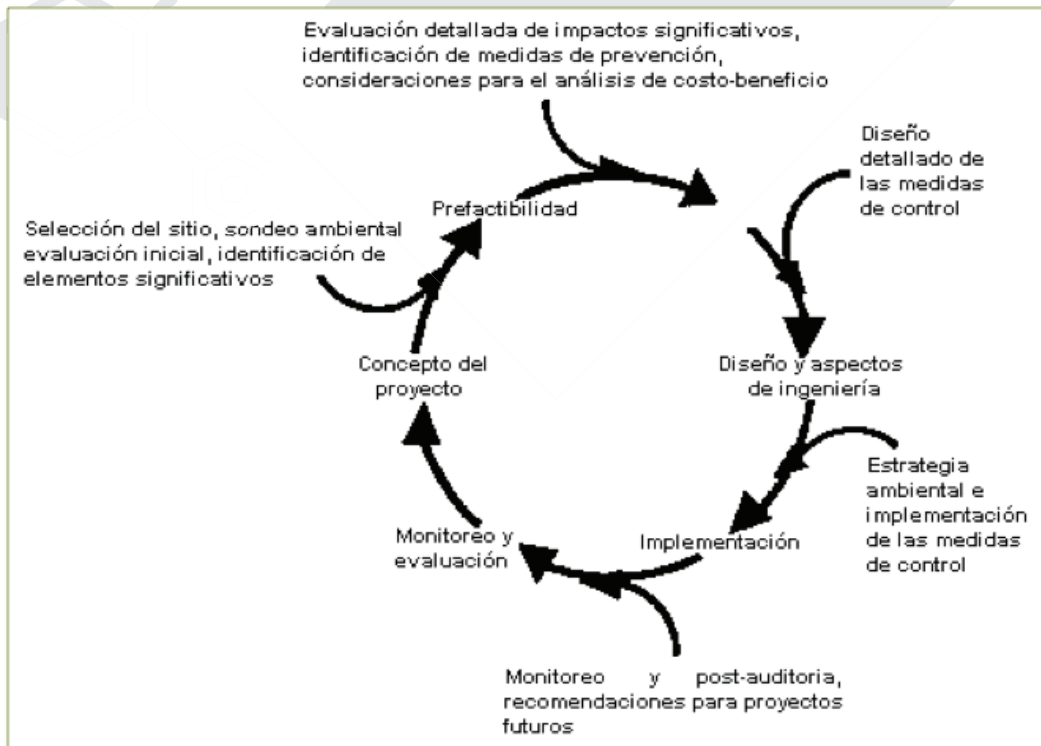 Evaluación detallada de impactos significativos,
identificación de medidas de prevención,
consideraciones para el análisis de costo-beneficio
Diseño
detallado de
las medidas
de control
Prefactibilidad
Selección del sitio, sondeo ambiental
evaluación inicial, identificación de
elementos significativos
Concepto del
proyecto
Diseño y aspectos
de ingeniería
Estrategia
ambiental e
implementación
de las medidas
de control
Implementación
Monitoreo y
evaluación
Monitoreo y post-auditoria,
recomendaciones para proyectos
futuros